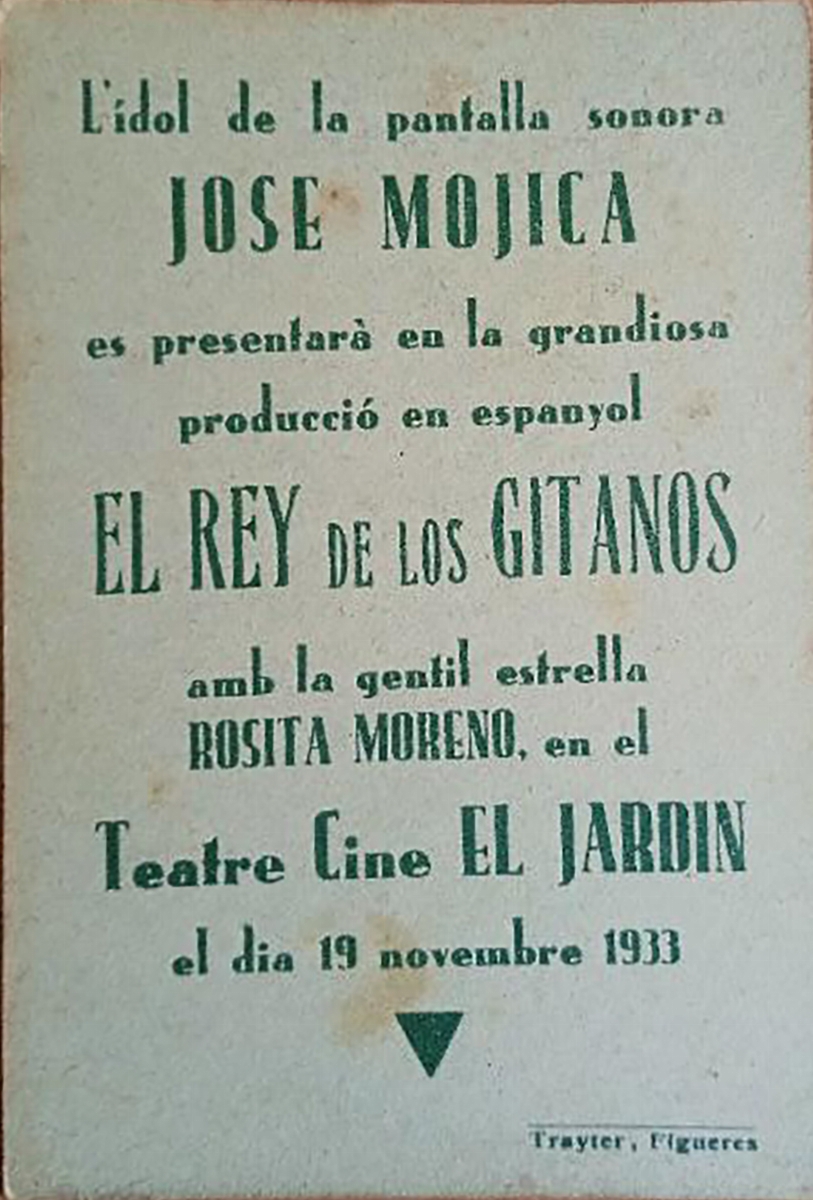 L'ídol de la pantalla sonora
JOSE MOJICA
es presentarà en la grandiosa
producció en espanyol
EL REY DE LOS GITANOS
amb la gentil estrella
ROSITA MORENO, en el
Teatre Cine EL JARDIN
el dia 19 novembre 1933
Trayter, Figueres